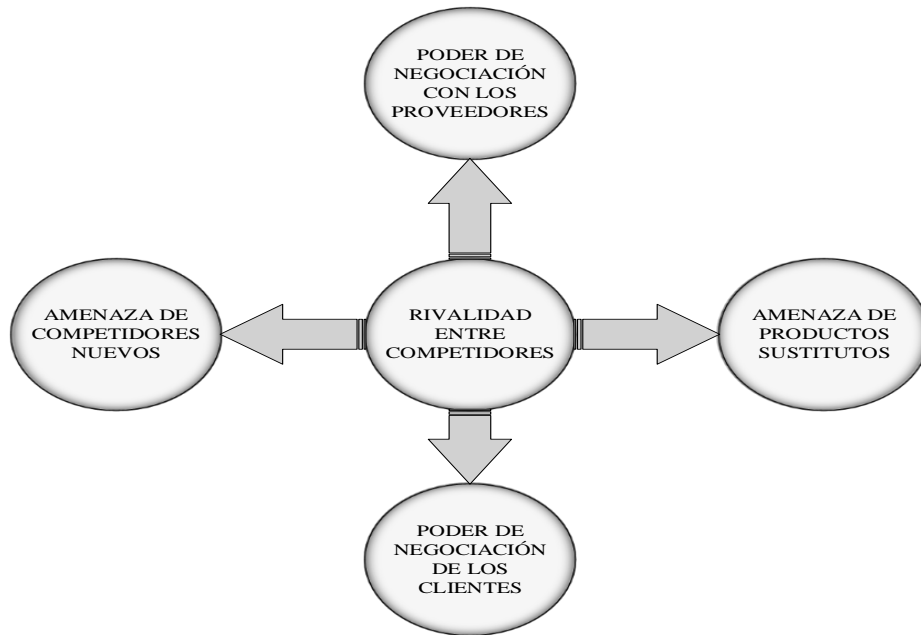 PODER DE
NEGOCIACIÓN
CON LOS
PROVEEDORES
AMENAZA DE
COMPETIDORES
NUEVOS
RIVALIDAD
ENTRE
COMPETIDORES
AMENAZA DE
PRODUCTOS
SUSTITUTOS
PODER DE
NEGOCIACIÓN
DE LOS
CLIENTES